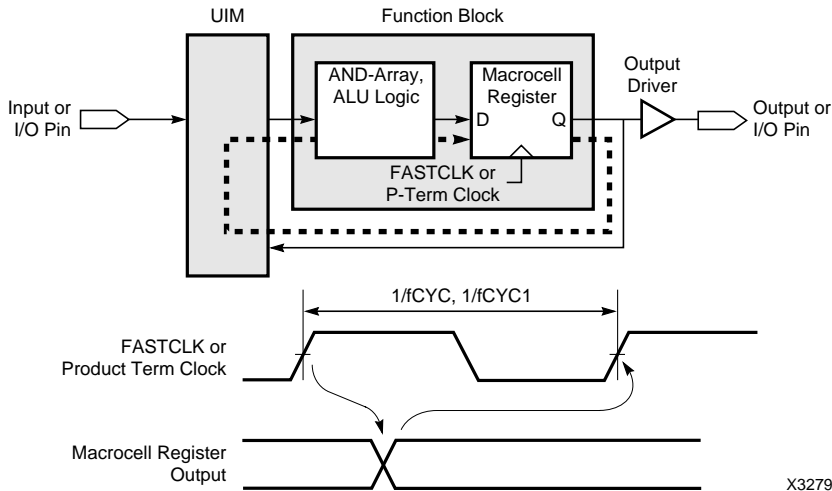 UIM
Function Block
AND-Array,
ALU Logic
Macrocell
Register
Output
Driver
Input or
I/O Pin
D
Q
Output or
I/O Pin
FASTCLK or
P-Term Clock
1/fCYC, 1/fCYC1
FASTCLK or
Product Term Clock
Macrocell Register
Output
X3279